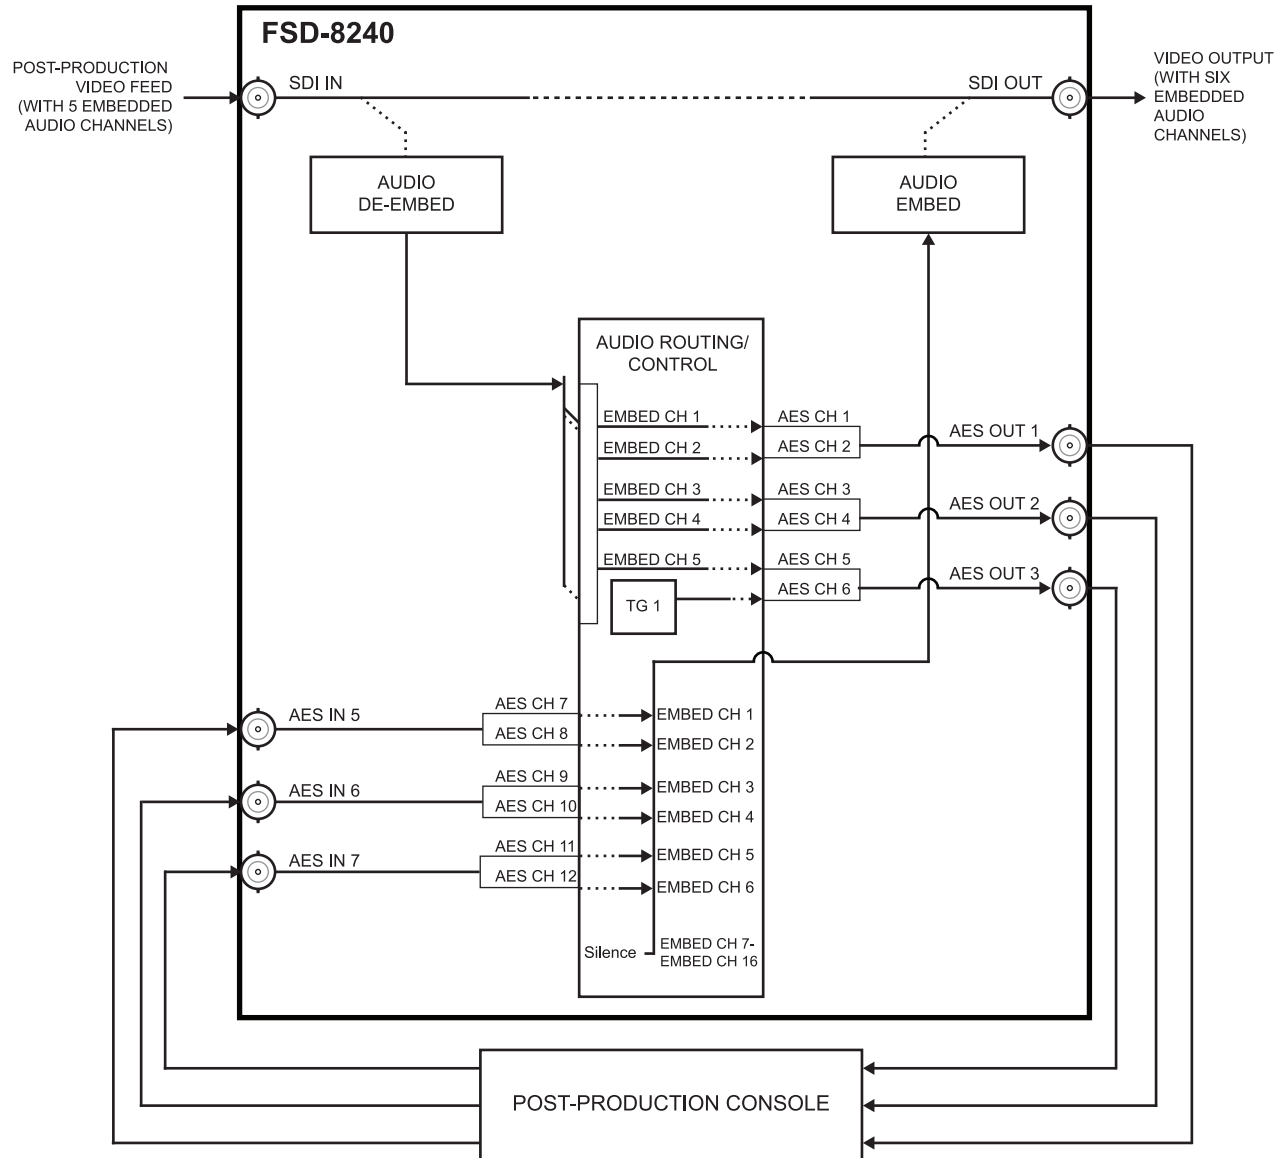 FSD-8240
POST-PRODUCTION
VIDEO FEED
(WITH 5 EMBEDDED
AUDIO CHANNELS)
SDI IN
SDI OUT
VIDEO OUTPUT
(WITH SIX
EMBEDDED
AUDIO
CHANNELS)
AUDIO
DE-EMBED
AUDIO
EMBED
AUDIO ROUTING/
CONTROL
EMBED CH 1
AES CH 1
EMBED CH 2
AES CH 2
AES OUT 1
EMBED CH 3
AES CH 3
EMBED CH 4
AES CH 4
AES OUT 2
EMBED CH 5
AES CH 5
TG 1
AES CH 6
AES OUT 3
AES IN 5
AES CH 7
EMBED CH 1
AES CH 8
EMBED CH 2
AES IN 6
AES CH 9
EMBED CH 3
AES CH 10
EMBED CH 4
AES IN 7
AES CH 11
EMBED CH 5
AES CH 12
EMBED CH 6
Silence
EMBED CH 7-
EMBED CH 16
POST-PRODUCTION CONSOLE